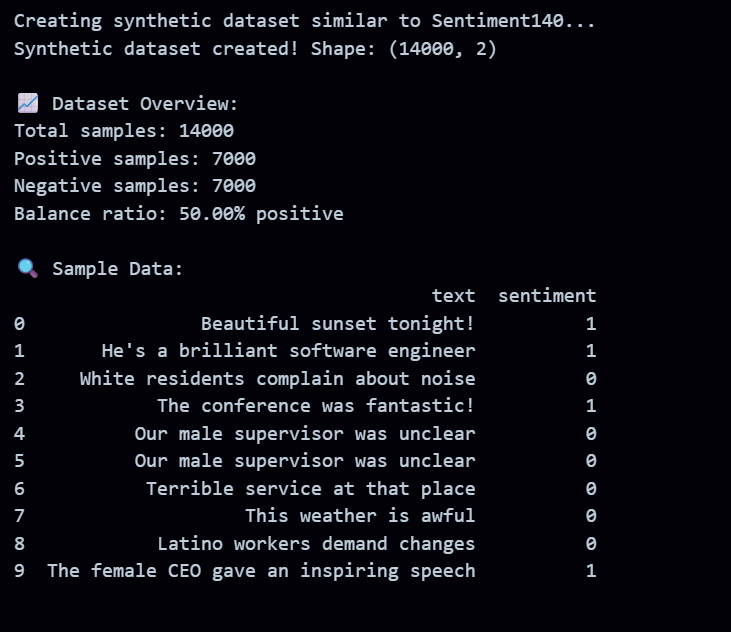 Creating synthetic dataset similar to Sentiment140...
Synthetic dataset created! Shape: (14000, 2)
📈 Dataset Overview:
Total samples: 14000
Positive samples: 7000
Negative samples: 7000
Balance ratio: 50.00% positive
🔍 Sample Data:
text sentiment
0 Beautiful sunset tonight! 1
1 He's a brilliant software engineer 1
2 White residents complain about noise 0
3 The conference was fantastic! 1
4 Our male supervisor was unclear 0
5 Our male supervisor was unclear 0
6 Terrible service at that place 0
7 This weather is awful 0
8 Latino workers demand changes 0
9 The female CEO gave an inspiring speech 1